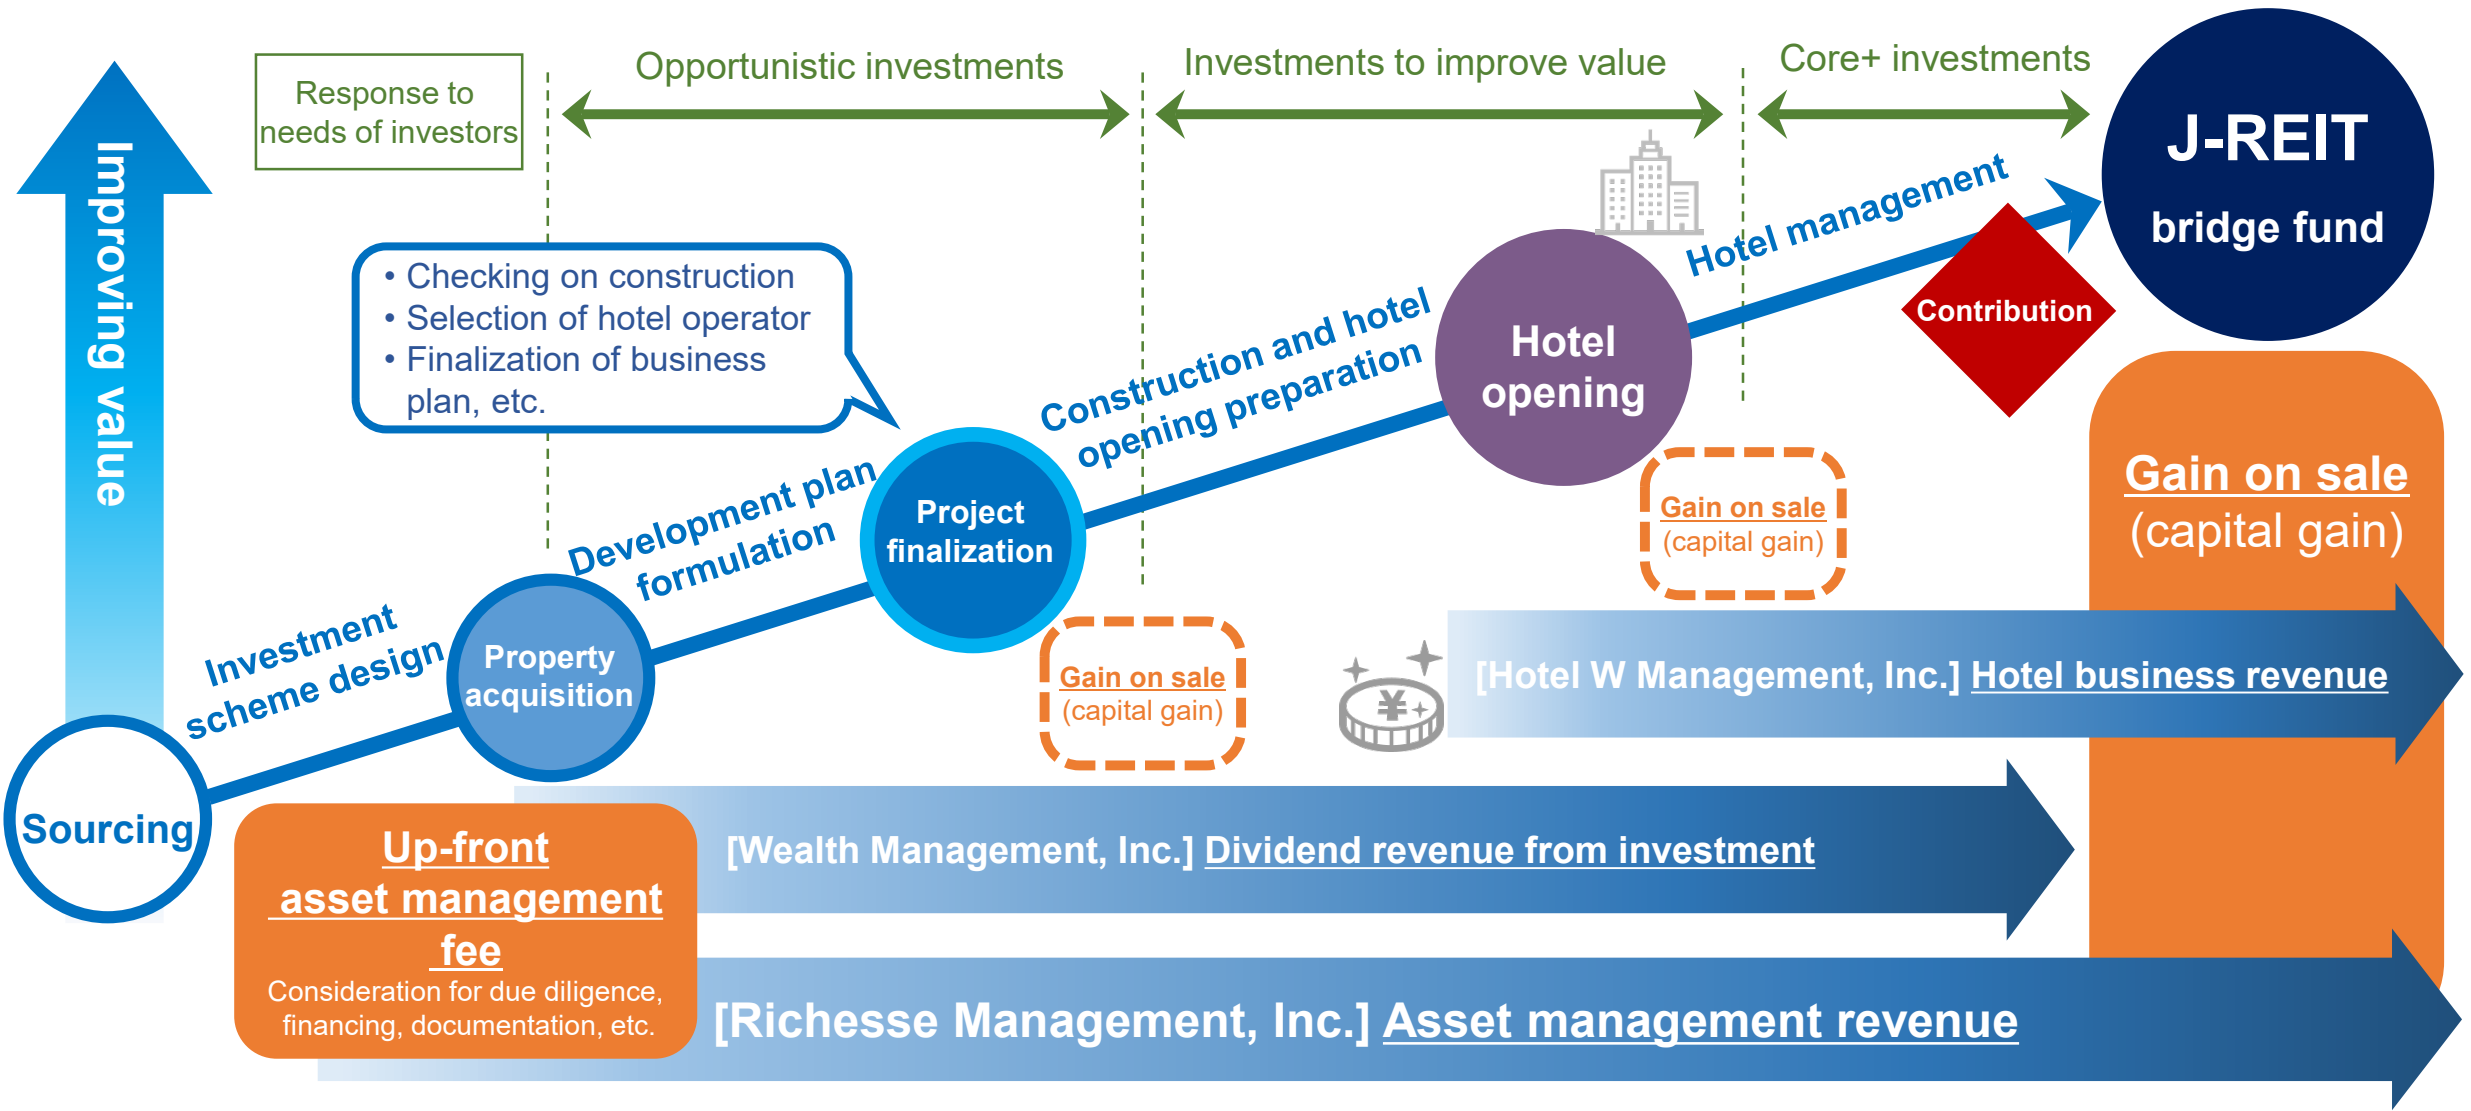 Response to
needs of investors
Opportunistic investments
Investments to improve value
Core+ investments
J-REIT
bridge fund
Improving value
• Checking on construction
• Selection of hotel operator
• Finalization of business
plan, etc.
Hotel management
Contribution
Construction and hotel
opening preparation
Hotel
opening
Development plan
formulation
Project
finalization
Gain on sale
(capital gain)
Gain on sale
(capital gain)
Investment
scheme design
Property
acquisition
Gain on sale
(capital gain)
[Hotel W Management, Inc.] Hotel business revenue
¥
Sourcing
Up-front
asset management
fee
Consideration for due diligence,
financing, documentation, etc.
[Wealth Management, Inc.] Dividend revenue from investment
[Richesse Management, Inc.] Asset management revenue